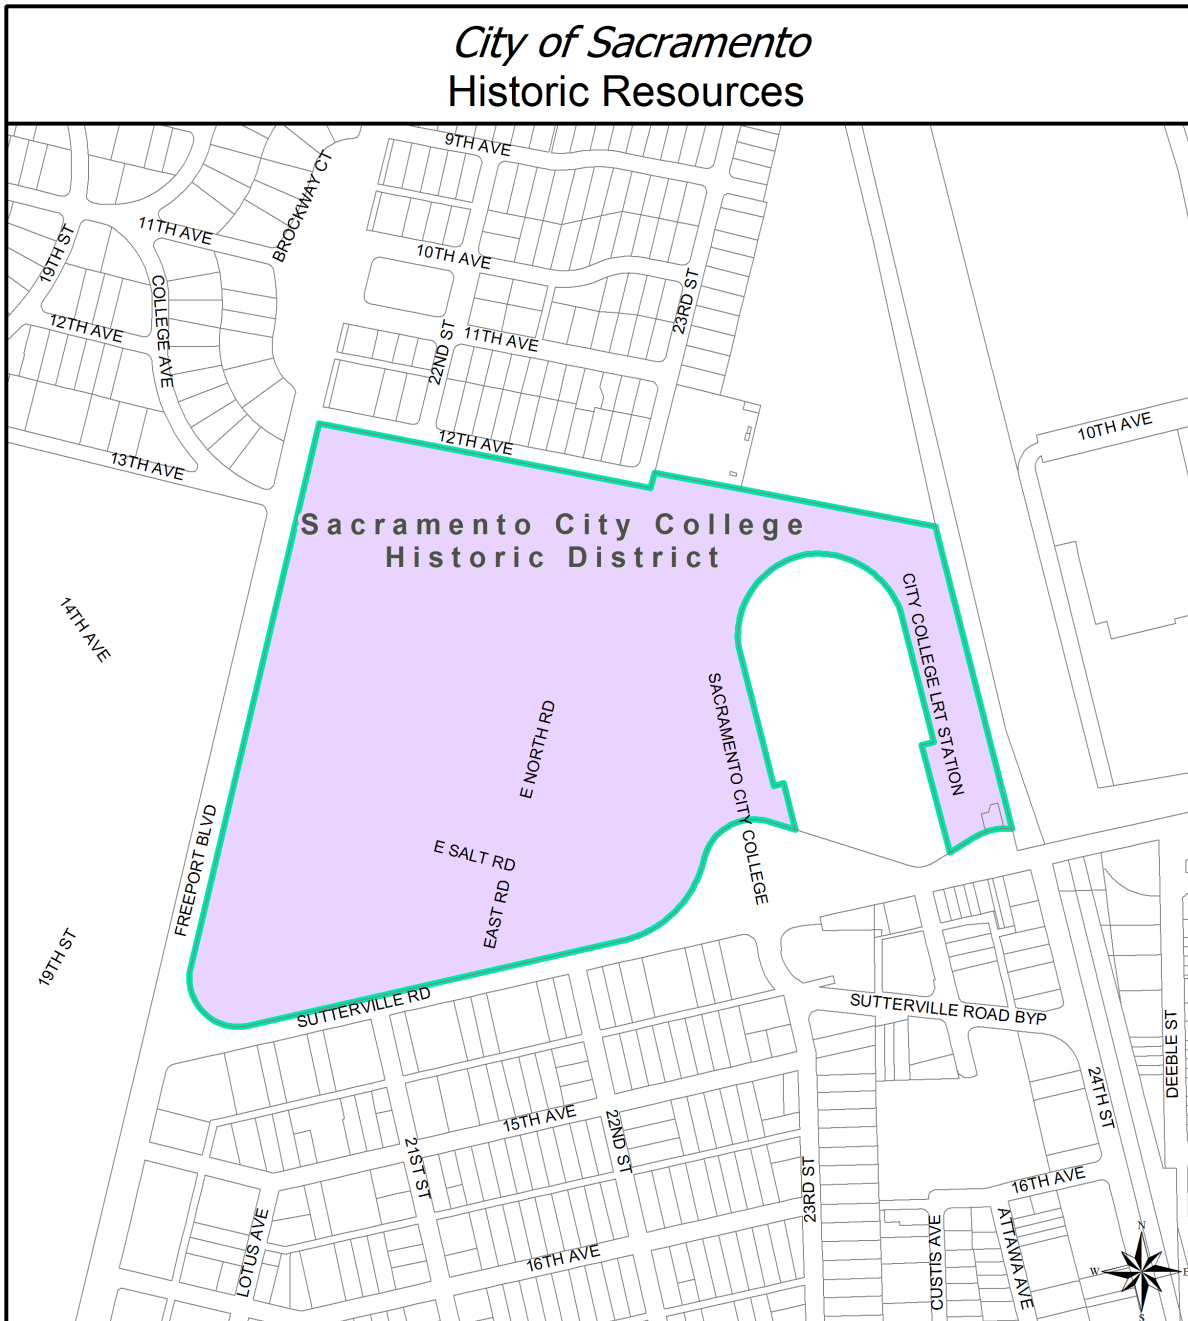 City of Sacramento
Historic Resources
9TH AVE
BROCKWAY CT
11TH AVE
19TH ST
10TH AVE
COLLEGE AVE
23RD ST
12TH AVE
22ND ST
11TH AVE
10TH AVE
12TH AVE
13TH AVE
Sacramento City College
Historic District
14TH AVE
CITY COLLEGE LRT STATION
SACRAMENTO CITY COLLEGE
E NORTH RD
FREEPORT BLVD
E SALT RD
EAST RD
19TH ST
SUTTERVILLE RD
SUTTERVILLE ROAD BYP
DEEBLE ST
24TH ST
15TH AVE
22ND ST
21ST ST
23RD ST
16TH AVE
LOTUS AVE
16TH AVE
CUSTIS AVE
ATTAWA AVE
N
W
E
S